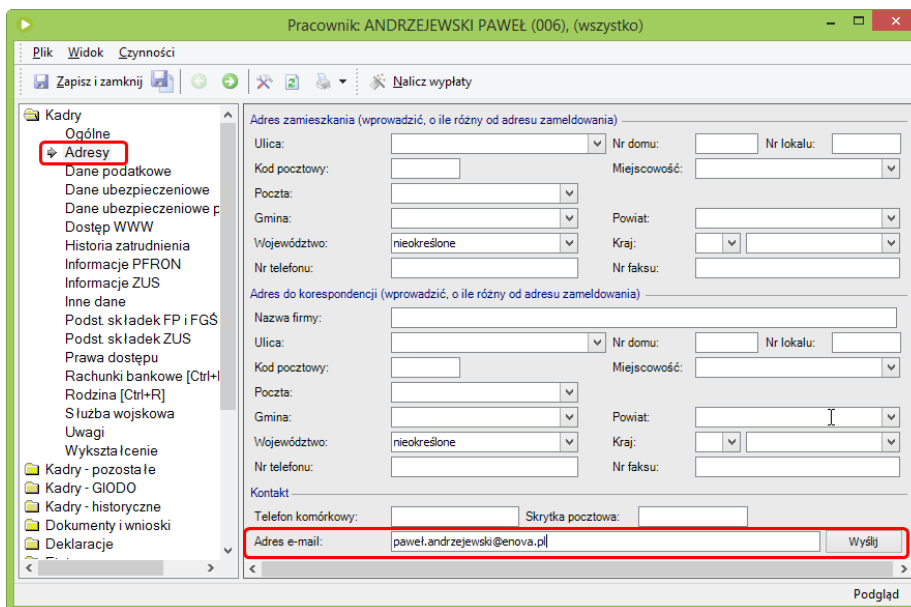 Pracownik: ANDRZEJEWSKI PAWEŁ (006), (wszystko)
Plik Widok Czynności
Zapisz i zamknij Nalicz wypłaty
Kadry
Ogólne
Adresy
Dane podatkowe
Dane ubezpieczeniowe
Dane ubezpieczeniowe p
Dostęp WWW
Historia zatrudnienia
Informacje PFRON
Informacje ZUS
Inne dane
Podst. składek FP i FGŚ
Podst. składek ZUS
Prawa dostępu
Rachunki bankowe [Ctrl+I
Rodzina [Ctrl+R]
Służba wojskowa
Uwagi
Wykształcenie
Kadry - pozostałe
Kadry - GIODO
Kadry - historyczne
Dokumenty i wnioski
Deklaracje
Adres zamieszkania (wprowadzić, o ile różny od adresu zameldowania)
Ulica: Nr domu: Nr lokalu:
Kod pocztowy: Miejscowość:
Poczta:
Gmina: Powiat:
Województwo: nieokreślone Kraj:
Nr telefonu: Nr faksu:
Adres do korespondencji (wprowadzić, o ile różny od adresu zameldowania)
Nazwa firmy:
Ulica: Nr domu: Nr lokalu:
Kod pocztowy: Miejscowość:
Poczta:
Gmina: Powiat:
Województwo: nieokreślone Kraj:
Nr telefonu: Nr faksu:
Kontakt
Telefon komórkowy: Skrytka pocztowa:
Adres e-mail: paweł.andrzejewski@enova.pl Wyślij
Podgląd